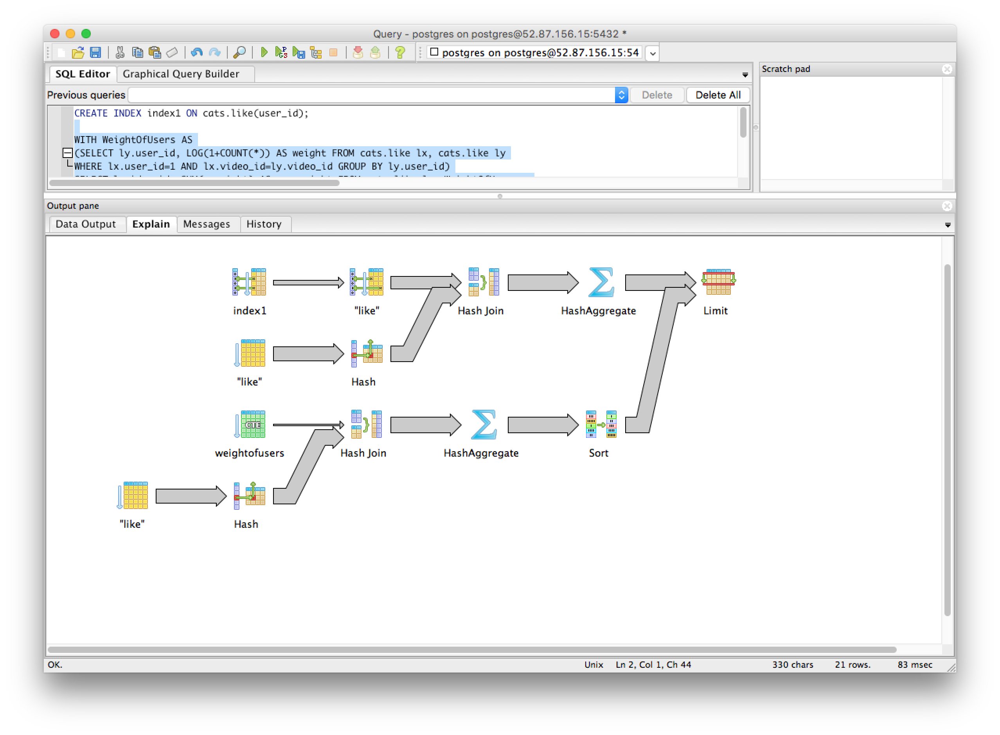 Query - postgres on postgres@52.87.156.15:5432 *
postgres on postgres@52.87.156.15:54
SQL Editor
Graphical Query Builder
Scratch pad
Previous queries
Delete
Delete All
CREATE INDEX index1 ON cats.like(user_id);
WITH WeightOfUsers AS
(SELECT ly.user_id, LOG(1+COUNT(*)) AS weight FROM cats.like lx, cats.like ly
WHERE lx.user_id=1 AND lx.video_id=ly.video_id GROUP BY ly.user_id)
Output pane
Data Output
Explain
Messages
History
index1
"like"
Hash Join
HashAggregate
Limit
"like"
Hash
CTE
weightofusers
Hash Join
HashAggregate
Sort
"like"
Hash
OK.
Unix
Ln 2, Col 1, Ch 44
330 chars
21 rows.
83 msec